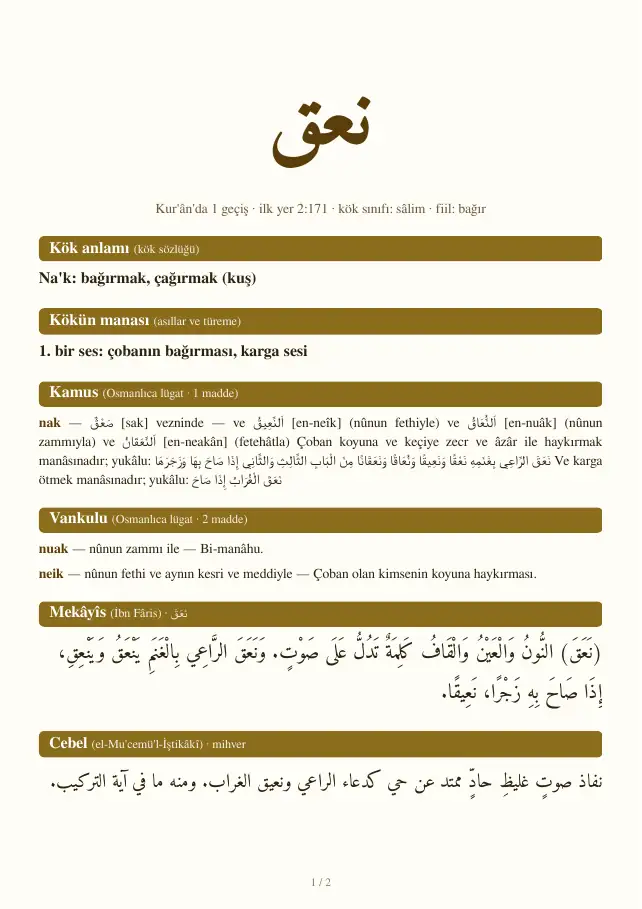 نعق
Kur'ân'da 1 geçiş · ilk yer 2:171 · kök sınıfı: sâlim · fiil: bağır
Kök anlamı (kök sözlüğü)
Na'k: bağırmak, çağırmak (kuş)
Kökün manası (asıllar ve türeme)
1. bir ses: çobanın bağırması, karga sesi
Kamus (Osmanlıca lügat · 1 madde)
nak — صَعْقٌ [sak] vezninde — ve اَلنَّعِيقُ [en-neîk] (nûnun fethiyle) ve اَلنُّعَاقُ [en-nuâk] (nûnun
zammıyla) ve اَلنَّعَقَانُ [en-neakân] (fetehâtla) Çoban koyuna ve keçiye zecr ve âzâr ile haykırmak
manâsınadır; yukâlu: نَعَقَ الرَّاعِي بِغَنَمِهِ نَعْقًا وَنَعِيقًا وَنُعَاقًا وَنَعَقَانًا مِنَ الْبَابِ الثَّالِثِ وَالثَّانِي إِذَا صَاحَ بِهَا وَزَجَرَهَا Ve karga
ötmek manâsınadır; yukâlu: نَعَقَ الْغُرَابُ إِذَا صَاحَ
Vankulu (Osmanlıca lügat · 2 madde)
nuak — nûnun zammı ile — Bi-manâhu.
neik — nûnun fethi ve aynın kesri ve meddiyle — Çoban olan kimsenin koyuna haykırması.
Mekâyîs (İbn Fâris) · نَعَقَ
(نَعَقَ) النُّونُ وَالْعَيْنُ وَالْقَافُ كَلِمَةٌ تَدُلُّ عَلَى صَوْتٍ. وَنَعَقَ الرَّاعِي بِالْغَنَمِ يَنْعَقُ وَيَنْعِقِ،
إِذَا صَاحَ بِهِ زَجْرًا، نَعِيقًا.
Cebel (el-Mu'cemü'l-İştikâkî) · mihver
نفاذ صوتٍ غليظِ حادٍّ ممتد عن حي كدعاء الراعي ونعيق الغراب. ومنه ما في آية التركيب.
1 / 2